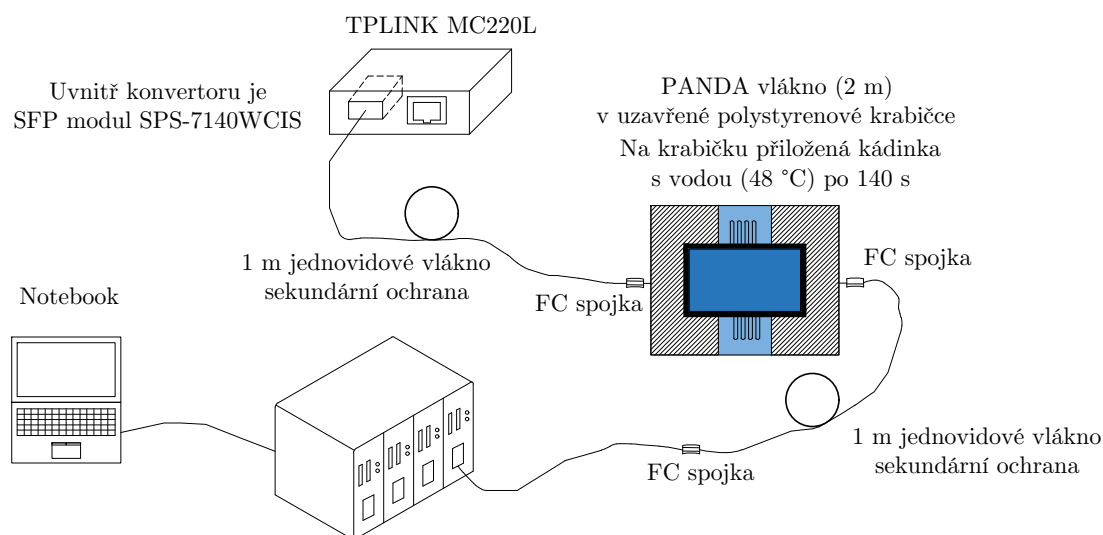 TPLINK MC220L
Uvnitř konvertoru je
SFP modul SPS-7140WCIS
PANDA vlákno (2 m)
v uzavřené polystyrenové krabičce
Na krabičku přiložená kádinka
s vodou (48 °C) po 140 s
1 m jednovidové vlákno
sekundární ochrana
FC spojka
FC spojka
Notebook
1 m jednovidové vlákno
sekundární ochrana
FC spojka